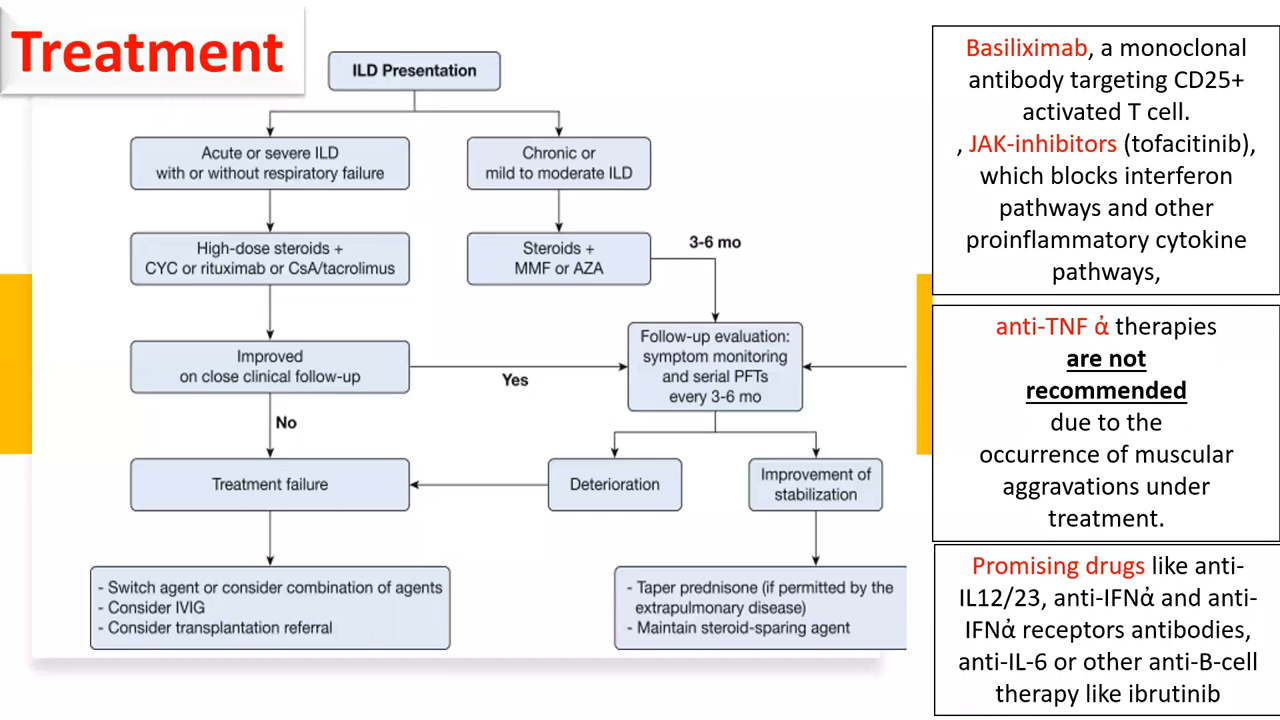 Treatment
ILD Presentation
Acute or severe ILD
with or without respiratory failure
Chronic or
mild to moderate ILD
High-dose steroids +
CYC or rituximab or CsA/tacrolimus
Steroids +
MMF or AZA
3-6 mo
Improved
on close clinical follow-up
Yes
Follow-up evaluation:
symptom monitoring
and serial PFTs
every 3-6 mo
No
Treatment failure
Deterioration
Improvement of
stabilization
- Switch agent or consider combination of agents
- Consider IVIG
- Consider transplantation referral
- Taper prednisone (if permitted by the
extrapulmonary disease)
- Maintain steroid-sparing agent
Basiliximab, a monoclonal
antibody targeting CD25+
activated T cell.
, JAK-inhibitors (tofacitinib),
which blocks interferon
pathways and other
proinflammatory cytokine
pathways,
anti-TNF ἀ therapies
are not
recommended
due to the
occurrence of muscular
aggravations under
treatment.
Promising drugs like anti-
IL12/23, anti-IFNἀ and anti-
IFNἀ receptors antibodies,
anti-IL-6 or other anti-B-cell
therapy like ibrutinib